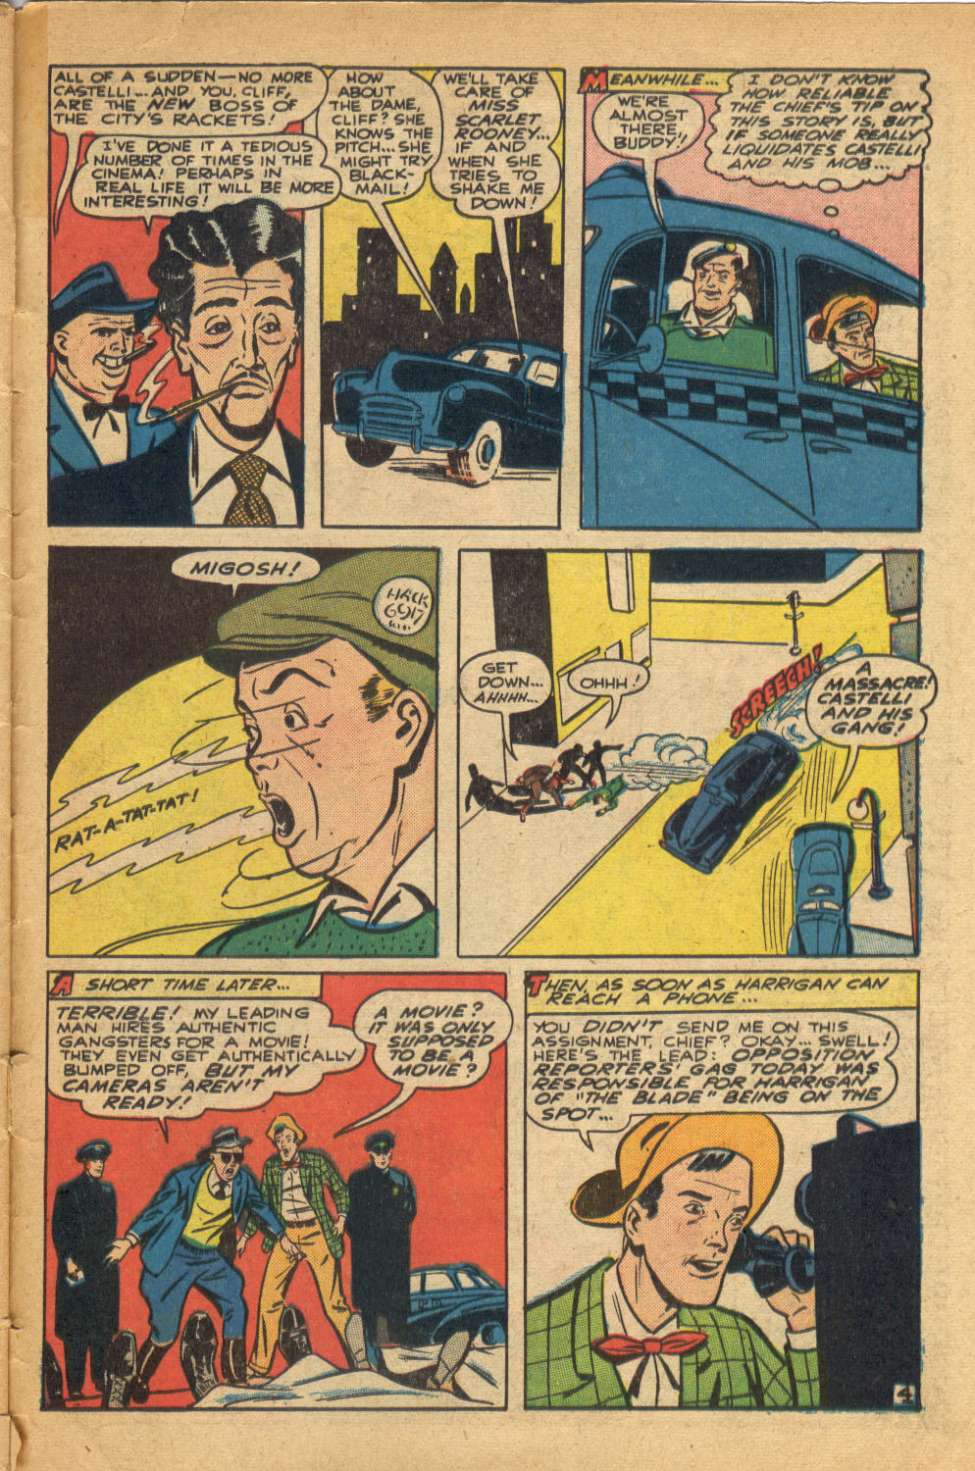 ALL OF A SUDDEN—NO MORE
CASTELLI... AND YOU, CLIFF,
ARE THE NEW BOSS OF
THE CITY'S RACKETS!
I'VE DONE IT A TEDIOUS
NUMBER OF TIMES IN THE
CINEMA! PERHAPS IN
REAL LIFE IT WILL BE MORE
INTERESTING!
HOW
ABOUT
THE DAME,
CLIFF? SHE
KNOWS THE
PITCH... SHE
MIGHT TRY
BLACK-
MAIL!
WE'LL TAKE
CARE OF
MISS
SCARLET
ROONEY...
IF AND
WHEN SHE
TRIES TO
SHAKE ME
DOWN!
MEANWHILE...
WE'RE
ALMOST
THERE,
BUDDY!!
I DON'T KNOW
HOW RELIABLE
THE CHIEF'S TIP ON
THIS STORY IS, BUT
IF SOMEONE REALLY
LIQUIDATES CASTELLI
AND HIS MOB...
MIGOSH!
HACK
6917
RAT-A-TAT-TAT!
GET
DOWN...
AHHHH...
OHHH!
SCREECH!
A
MASSACRE!
CASTELLI
AND HIS
GANG!
A SHORT TIME LATER...
TERRIBLE! MY LEADING
MAN HIRES AUTHENTIC
GANGSTERS FOR A MOVIE!
THEY EVEN GET AUTHENTICALLY
BUMPED OFF, BUT MY
CAMERAS AREN'T
READY!
A MOVIE?
IT WAS ONLY
SUPPOSED
TO BE A
MOVIE?
THEN, AS SOON AS HARRIGAN CAN
REACH A PHONE...
YOU DIDN'T SEND ME ON THIS
ASSIGNMENT, CHIEF? OKAY... SWELL!
HERE'S THE LEAD: OPPOSITION
REPORTERS' GAG TODAY WAS
RESPONSIBLE FOR HARRIGAN
OF "THE BLADE" BEING ON THE
SPOT...
4